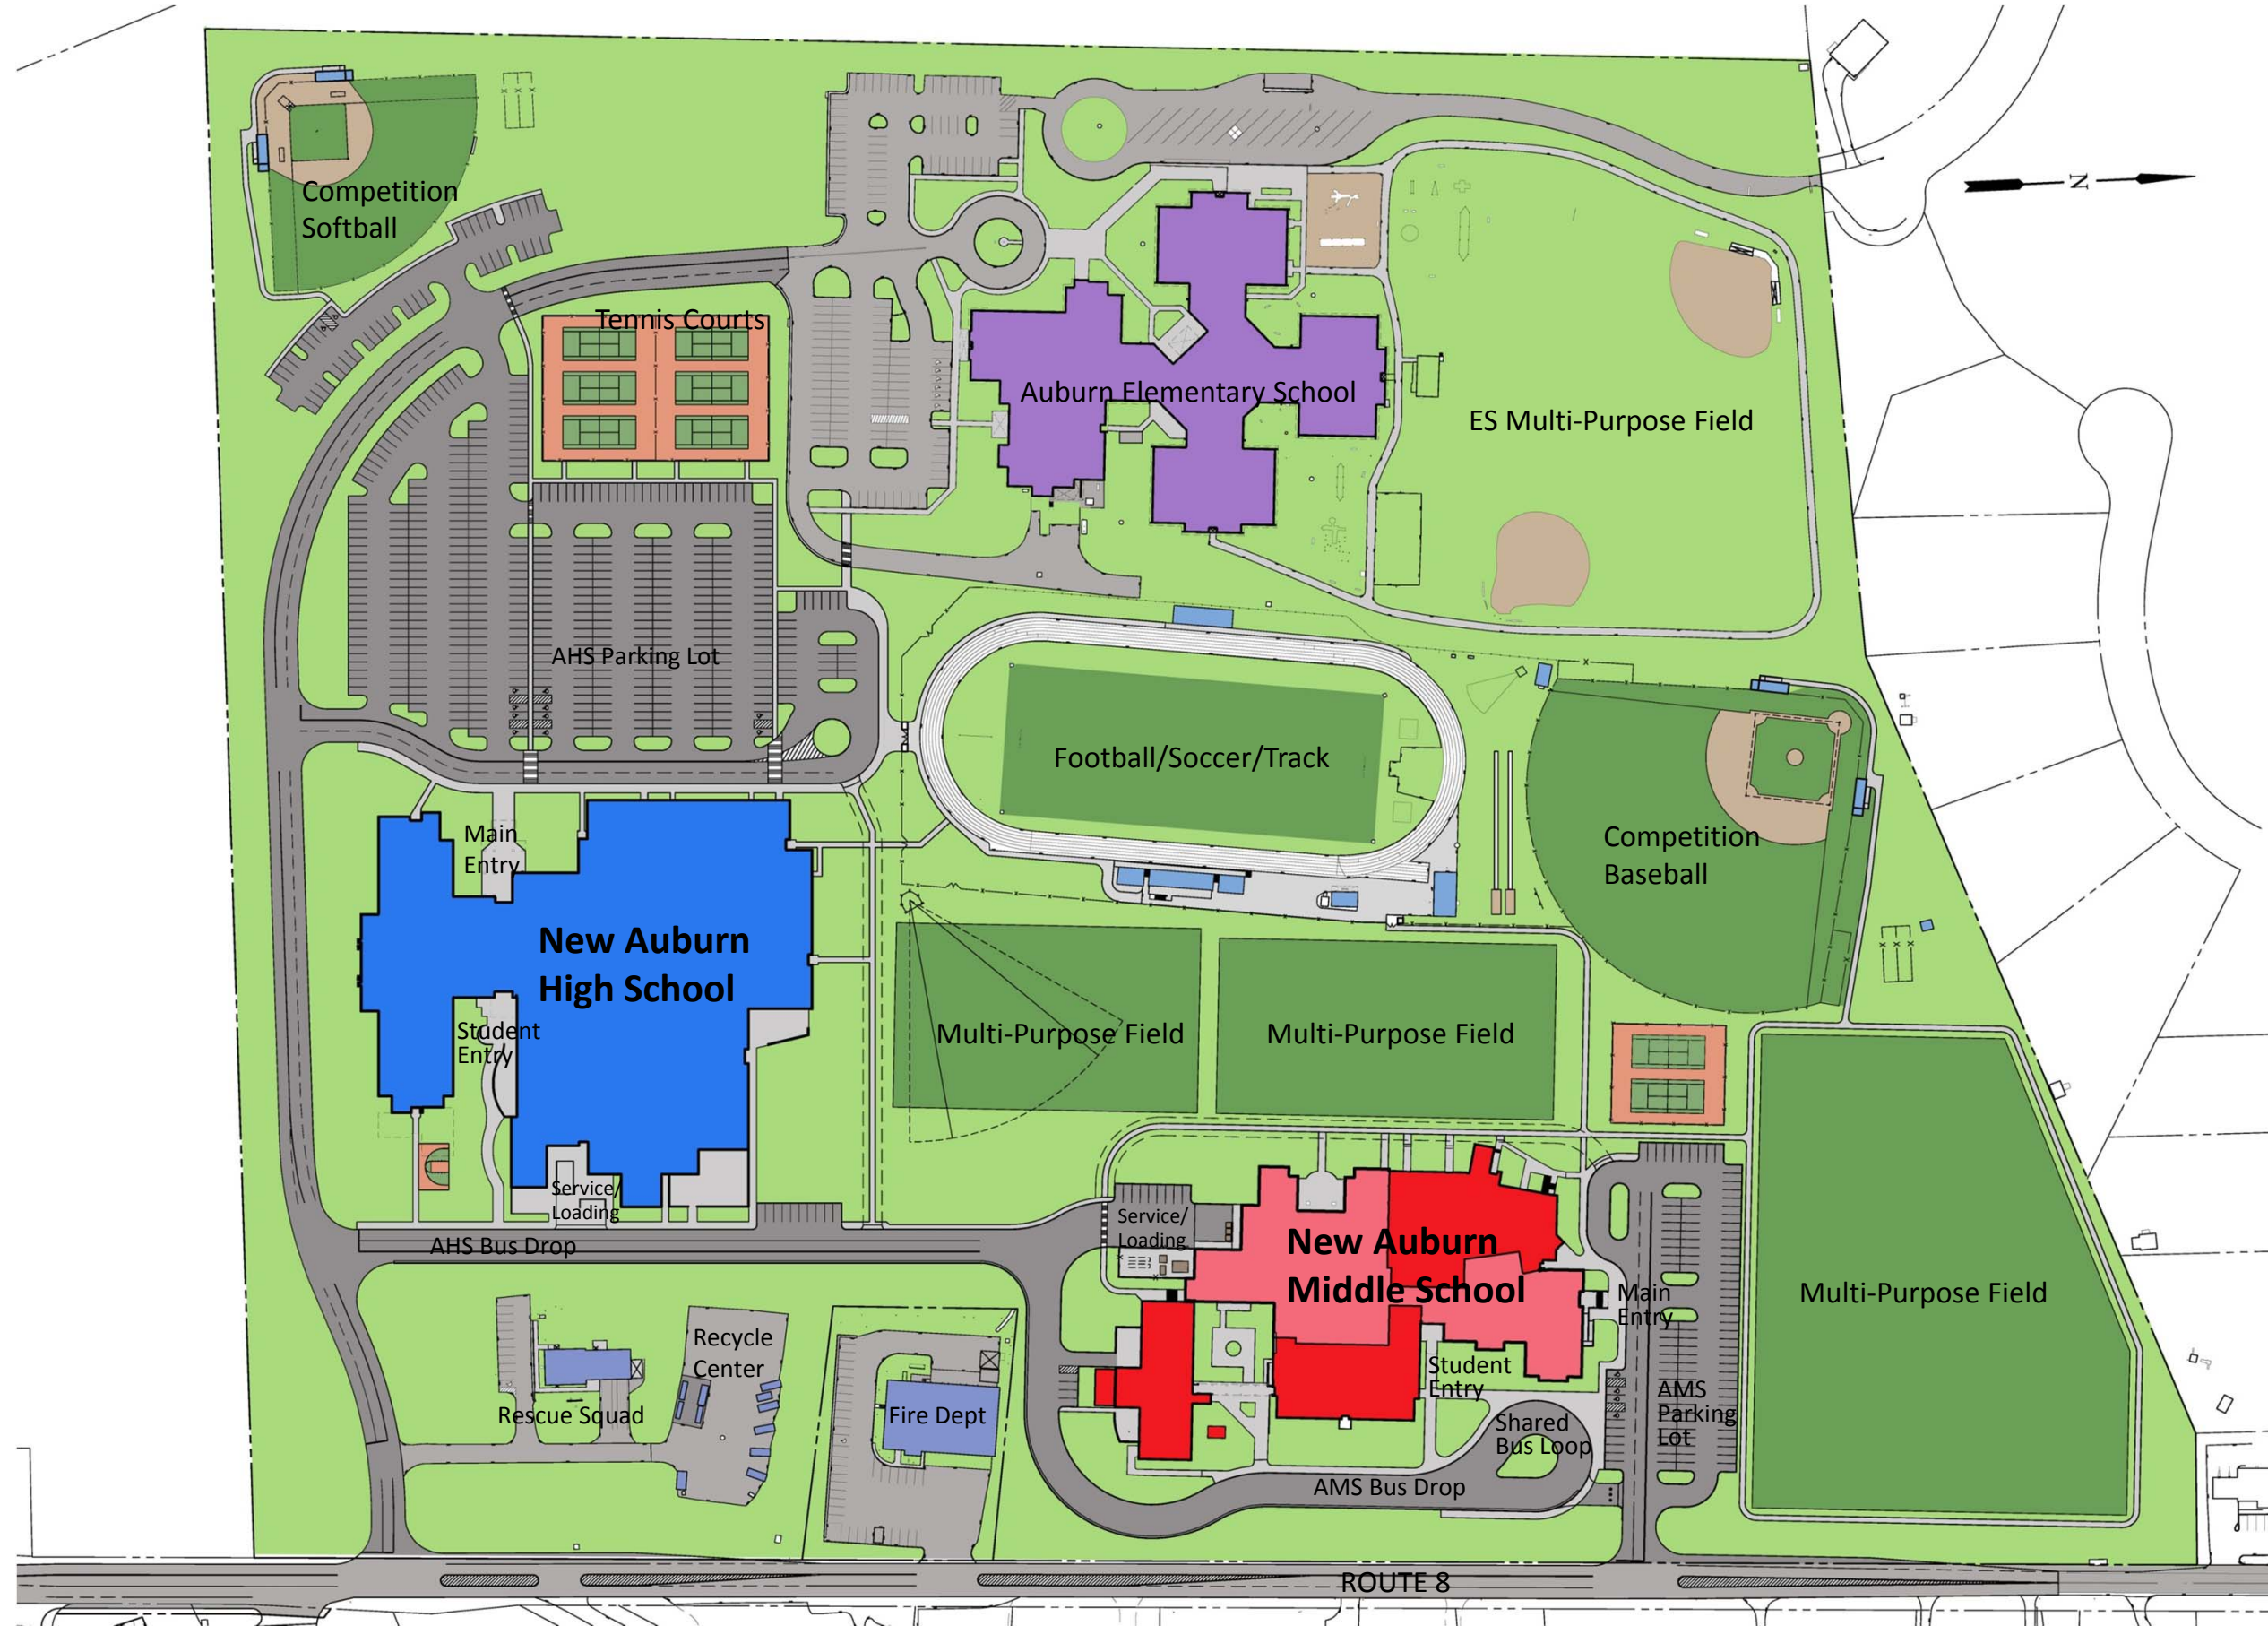 Competition
Softball
N
Tennis Courts
Auburn Elementary School
ES Multi-Purpose Field
AHS Parking Lot
Football/Soccer/Track
Main
Entry
Competition
Baseball
New Auburn
High School
Student
Entry
Multi-Purpose Field
Multi-Purpose Field
Service/
Loading
AHS Bus Drop
Service/
Loading
New Auburn
Middle School
Main
Entry
Multi-Purpose Field
Recycle
Center
Student
Entry
AMS
Parking
Lot
Rescue Squad
Fire Dept
Shared
Bus Loop
AMS Bus Drop
ROUTE 8